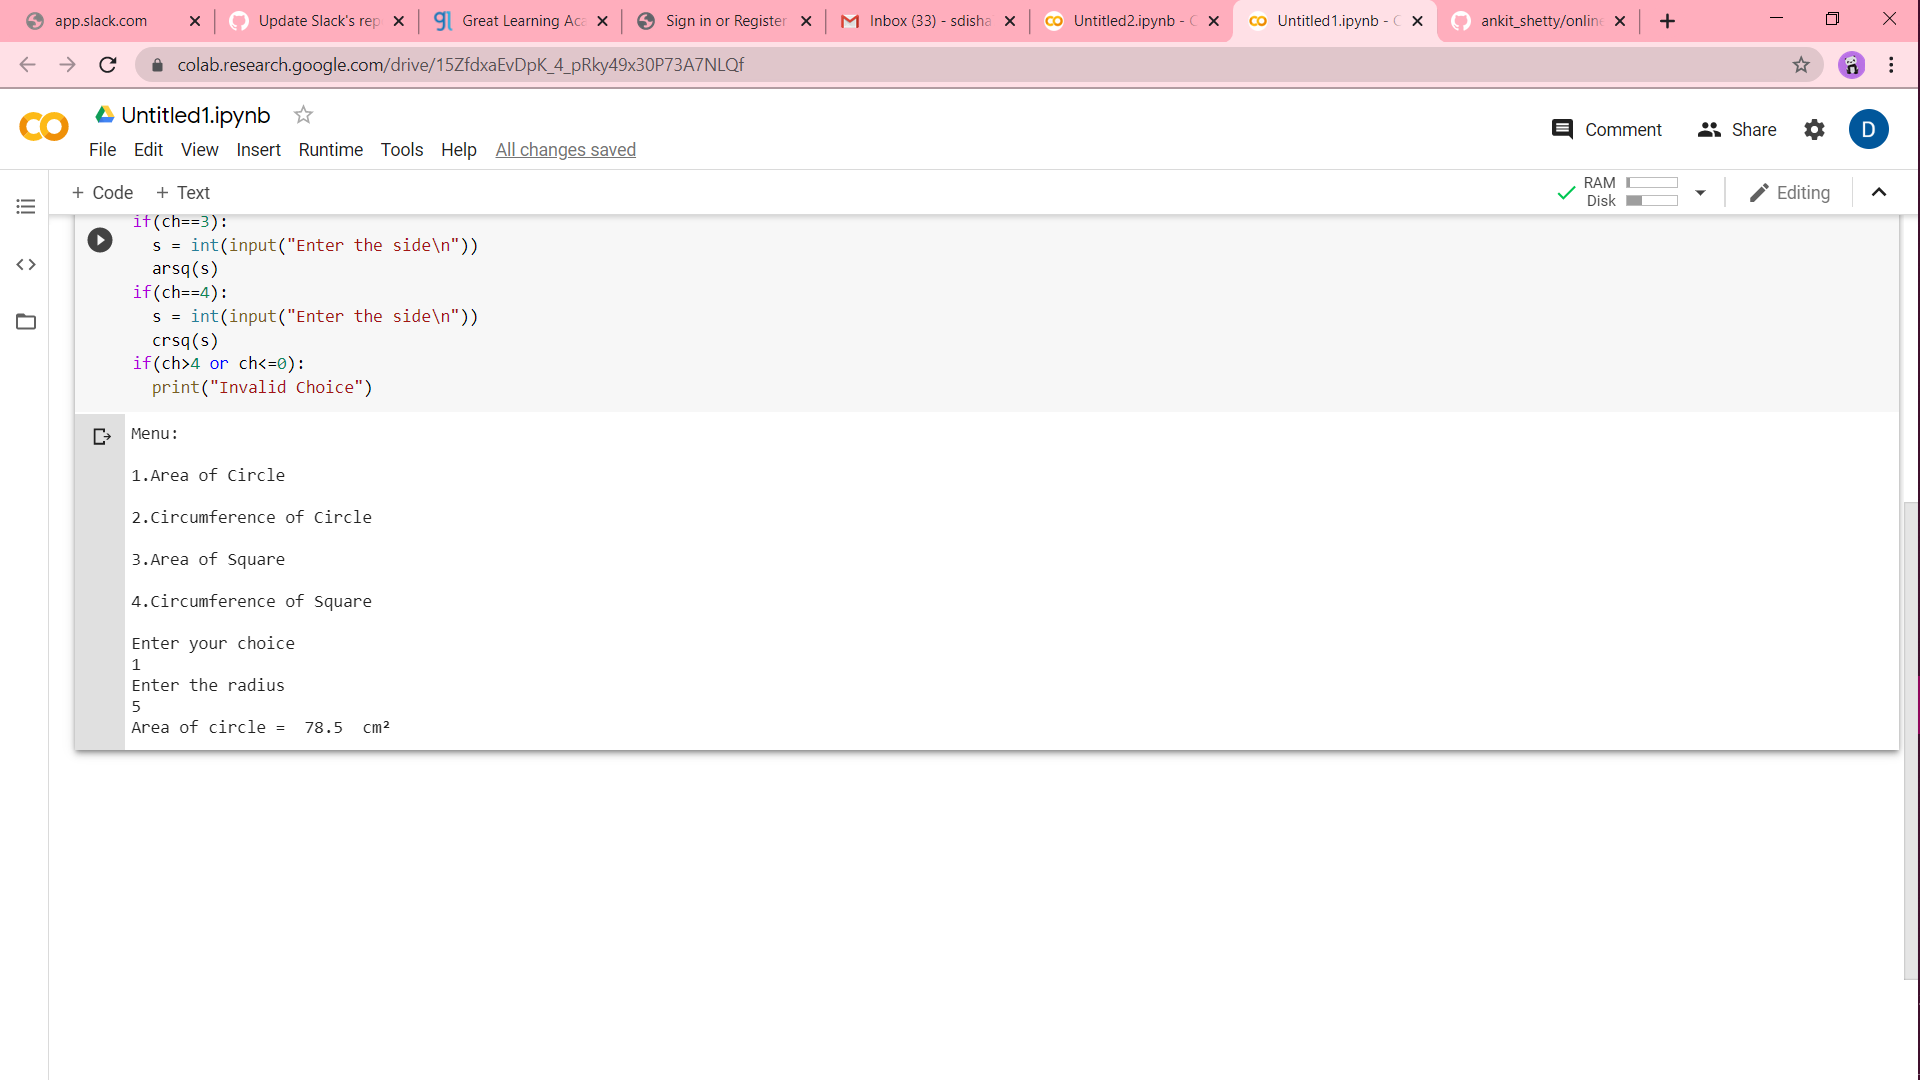 app.slack.com
Update Slack's rep
Great Learning Aca
Sign in or Register
Inbox (33) - sdisha
Untitled2.ipynb - C
Untitled1.ipynb - C
ankit_shetty/online
colab.research.google.com/drive/15ZfdxaEvDpK_4_pRky49x30P73A7NLQf
Untitled1.ipynb
Comment
Share
D
File Edit View Insert Runtime Tools Help All changes saved
+ Code + Text
RAM
Disk
Editing
if(ch==3):
s = int(input("Enter the side\n"))
arsq(s)
if(ch==4):
s = int(input("Enter the side\n"))
crsq(s)
if(ch>4 or ch<=0):
print("Invalid Choice")
Menu:
1.Area of Circle
2.Circumference of Circle
3.Area of Square
4.Circumference of Square
Enter your choice
1
Enter the radius
5
Area of circle =  78.5  cm²